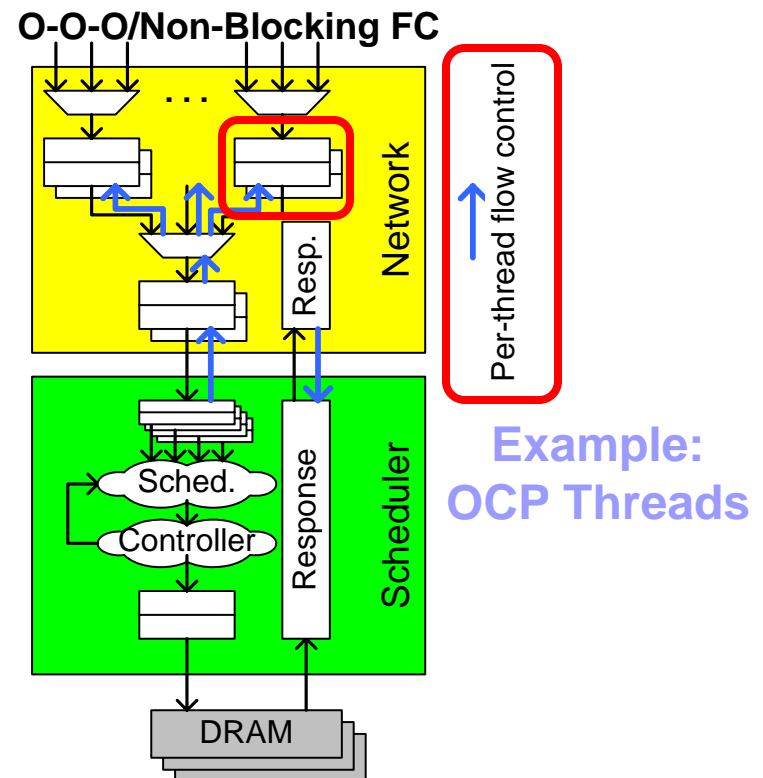 O-O-O/Non-Blocking FC
. . .
Network
Per-thread flow control
Resp.
Sched.
Controller
Response
Scheduler
Example:
OCP Threads
DRAM